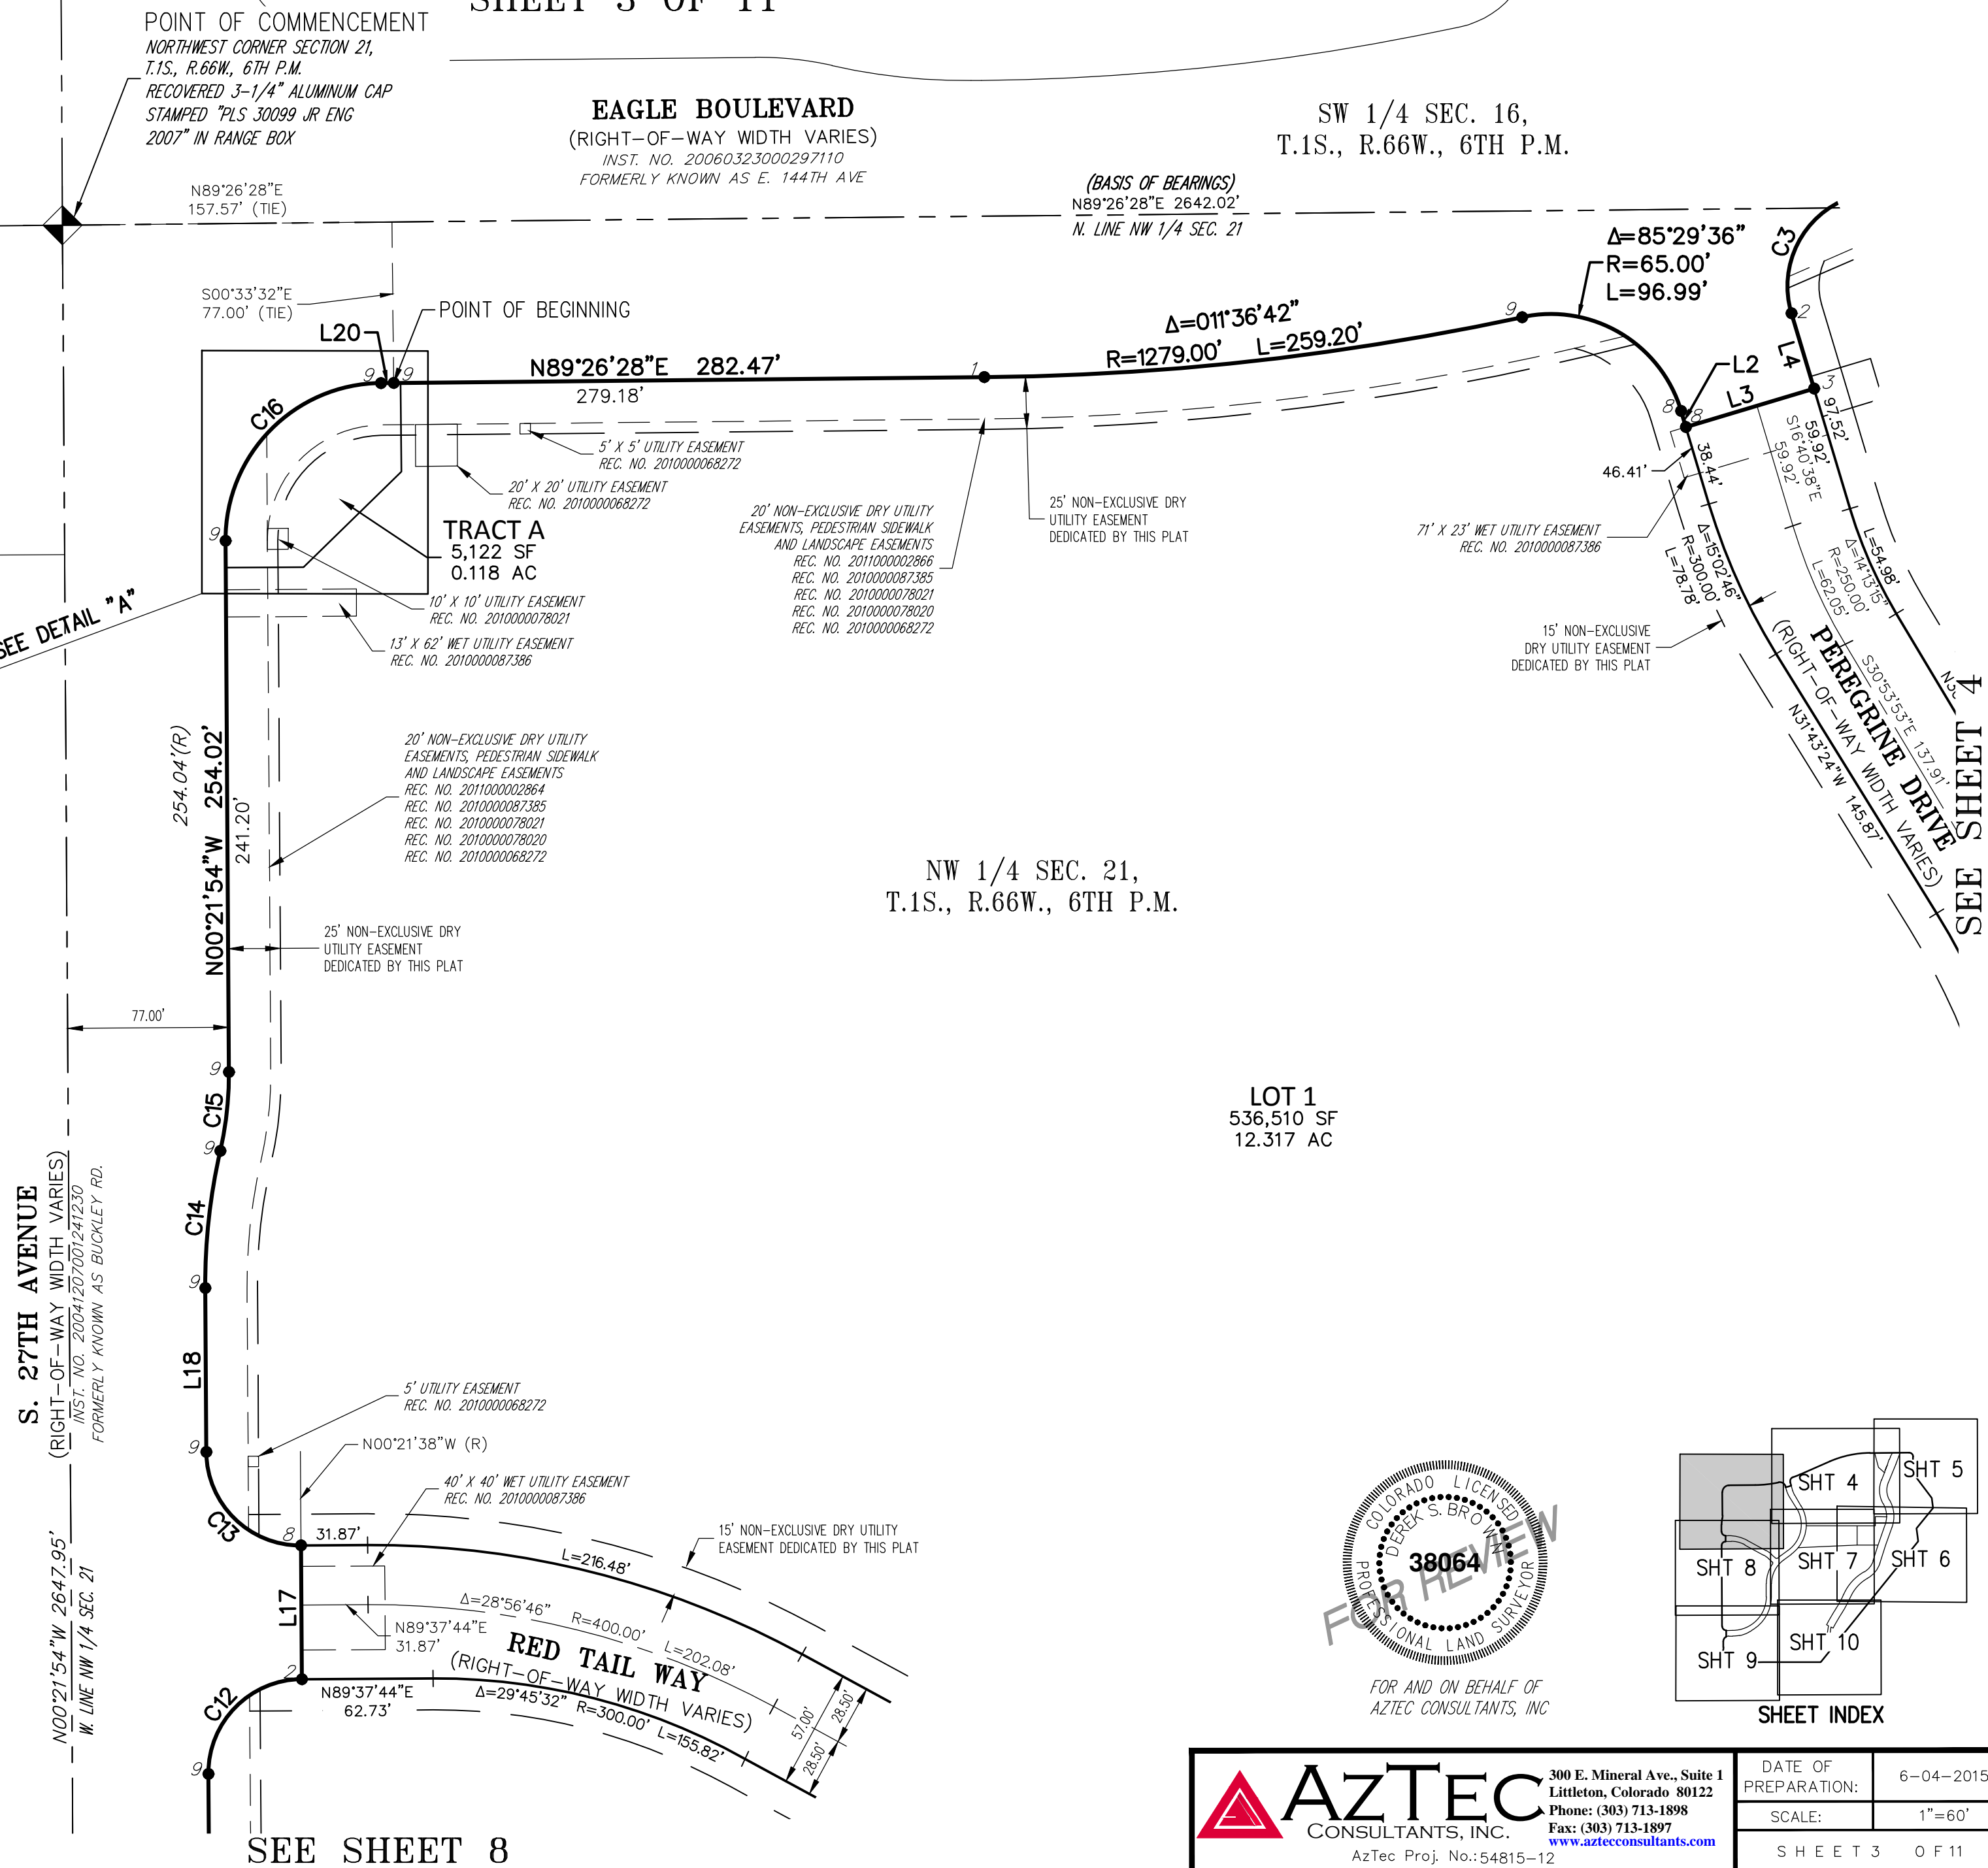 SHEET 3 OF 11
POINT OF COMMENCEMENT
NORTHWEST CORNER SECTION 21,
T.1S., R.66W., 6TH P.M.
RECOVERED 3-1/4" ALUMINUM CAP
STAMPED "PLS 30099 JR ENG
2007" IN RANGE BOX
EAGLE BOULEVARD
(RIGHT-OF-WAY WIDTH VARIES)
INST. NO. 20060323000297110
FORMERLY KNOWN AS E. 144TH AVE
SW 1/4 SEC. 16,
T.1S., R.66W., 6TH P.M.
N89°26'28"E
157.57' (TIE)
(BASIS OF BEARINGS)
N89°26'28"E 2642.02'
N. LINE NW 1/4 SEC. 21
Δ=85°29'36"
R=65.00'
L=96.99'
C3
2
L4
S00°33'32"E
77.00' (TIE)
POINT OF BEGINNING
L20
9
9
N89°26'28"E 282.47'
279.18'
1
Δ=011°36'42"
R=1279.00' L=259.20'
9
L2
8
8
L3
3
97.52'
59.92'
S16°40'38"E
59.92'
38.44'
46.41'
C16
9
5' X 5' UTILITY EASEMENT
REC. NO. 2010000068272
20' X 20' UTILITY EASEMENT
REC. NO. 2010000068272
TRACT A
5,122 SF
0.118 AC
10' X 10' UTILITY EASEMENT
REC. NO. 2010000078021
13' X 62' WET UTILITY EASEMENT
REC. NO. 2010000087386
20' NON-EXCLUSIVE DRY UTILITY
EASEMENTS, PEDESTRIAN SIDEWALK
AND LANDSCAPE EASEMENTS
REC. NO. 2011000002866
REC. NO. 2010000087385
REC. NO. 2010000078021
REC. NO. 2010000078020
REC. NO. 2010000068272
25' NON-EXCLUSIVE DRY
UTILITY EASEMENT
DEDICATED BY THIS PLAT
71' X 23' WET UTILITY EASEMENT
REC. NO. 2010000087386
Δ=15°02'46"
R=300.00'
L=78.78'
L=54.98'
Δ=14°13'15"
R=250.00'
L=62.05'
15' NON-EXCLUSIVE
DRY UTILITY EASEMENT
DEDICATED BY THIS PLAT
PEREGRINE DRIVE
(RIGHT-OF-WAY WIDTH VARIES)
S30°53'53"E 137.91'
N31°43'24"W 145.87'
SEE SHEET 4
SEE DETAIL "A"
254.04'(R)
N00°21'54"W 254.02'
241.20'
20' NON-EXCLUSIVE DRY UTILITY
EASEMENTS, PEDESTRIAN SIDEWALK
AND LANDSCAPE EASEMENTS
REC. NO. 2011000002864
REC. NO. 2010000087385
REC. NO. 2010000078021
REC. NO. 2010000078020
REC. NO. 2010000068272
NW 1/4 SEC. 21,
T.1S., R.66W., 6TH P.M.
25' NON-EXCLUSIVE DRY
UTILITY EASEMENT
DEDICATED BY THIS PLAT
77.00'
9
C15
9
LOT 1
536,510 SF
12.317 AC
C14
9
L18
9
S. 27TH AVENUE
(RIGHT-OF-WAY WIDTH VARIES)
INST. NO. 20041207001241230
FORMERLY KNOWN AS BUCKLEY RD.
N00°21'54"W 2647.95'
W. LINE NW 1/4 SEC. 21
5' UTILITY EASEMENT
REC. NO. 2010000068272
N00°21'38"W (R)
40' X 40' WET UTILITY EASEMENT
REC. NO. 2010000087386
C13
8
31.87'
L=216.48'
15' NON-EXCLUSIVE DRY UTILITY
EASEMENT DEDICATED BY THIS PLAT
L17
Δ=28°56'46" R=400.00' L=202.08'
N89°37'44"E
31.87'
RED TAIL WAY
(RIGHT-OF-WAY WIDTH VARIES)
2
N89°37'44"E
62.73'
Δ=29°45'32" R=300.00' L=155.82'
57.00'
28.50'
28.50'
C12
9
SEE SHEET 8
COLORADO LICENSED
DEREK S. BROWN
38064
PROFESSIONAL LAND SURVEYOR
FOR REVIEW
FOR AND ON BEHALF OF
AZTEC CONSULTANTS, INC
SHT 4
SHT 5
SHT 8
SHT 7
SHT 6
SHT 10
SHT 9
SHEET INDEX
AZTEC
CONSULTANTS, INC.
300 E. Mineral Ave., Suite 1
Littleton, Colorado 80122
Phone: (303) 713-1898
Fax: (303) 713-1897
www.aztecconsultants.com
AzTec Proj. No.: 54815-12
DATE OF
PREPARATION:
6-04-2015
SCALE:
1"=60'
SHEET 3 OF 11